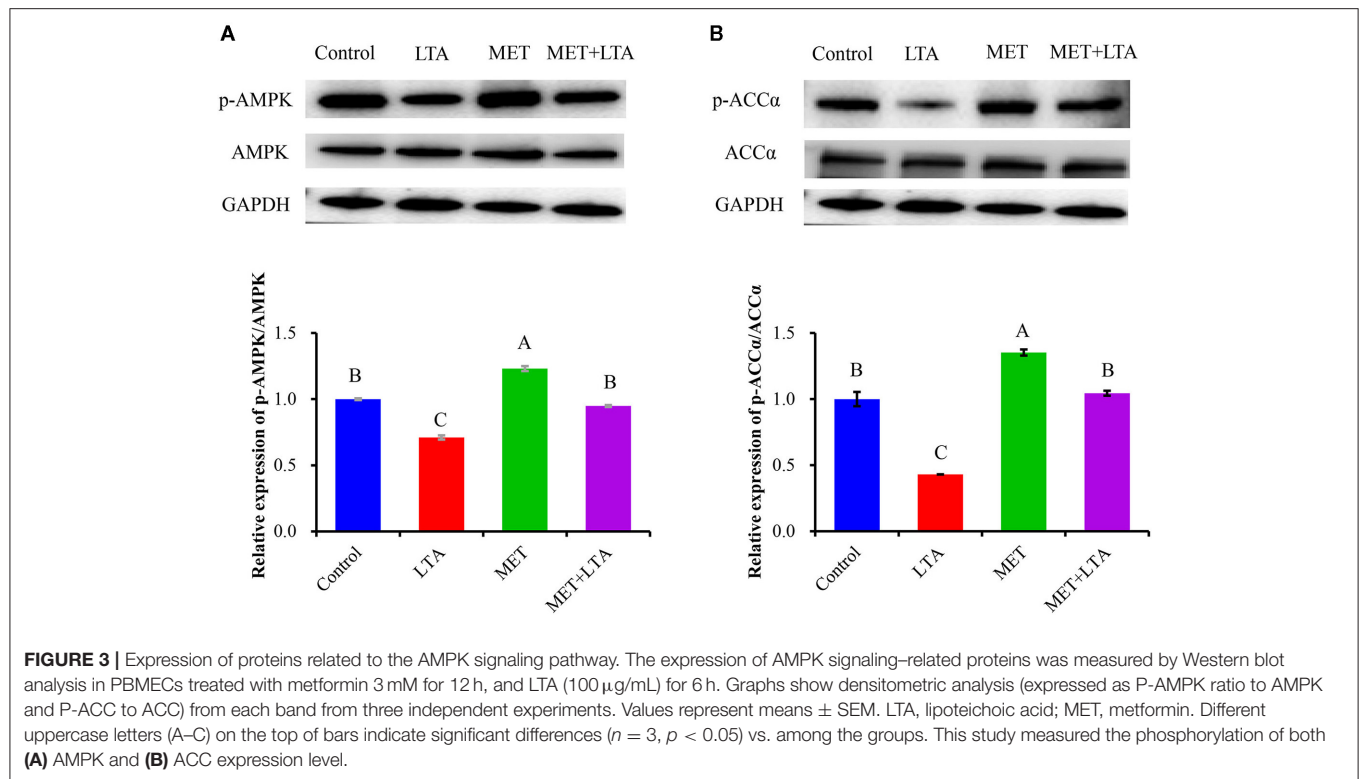 A
Control LTA MET MET+LTA
p-AMPK
AMPK
GAPDH
Relative expression of p-AMPK/AMPK
1.5
1.0
0.5
0.0
B
C
A
B
Control
LTA
MET
MET+LTA
B
Control LTA MET MET+LTA
p-ACCα
ACCα
GAPDH
Relative expression of p-ACCα/ACCα
1.5
1.0
0.5
0.0
B
C
A
B
Control
LTA
MET
MET+LTA
FIGURE 3 | Expression of proteins related to the AMPK signaling pathway. The expression of AMPK signaling–related proteins was measured by Western blot
analysis in PBMECs treated with metformin 3 mM for 12 h, and LTA (100 μg/mL) for 6 h. Graphs show densitometric analysis (expressed as P-AMPK ratio to AMPK
and P-ACC to ACC) from each band from three independent experiments. Values represent means ± SEM. LTA, lipoteichoic acid; MET, metformin. Different
uppercase letters (A–C) on the top of bars indicate significant differences (n = 3, p < 0.05) vs. among the groups. This study measured the phosphorylation of both
(A) AMPK and (B) ACC expression level.